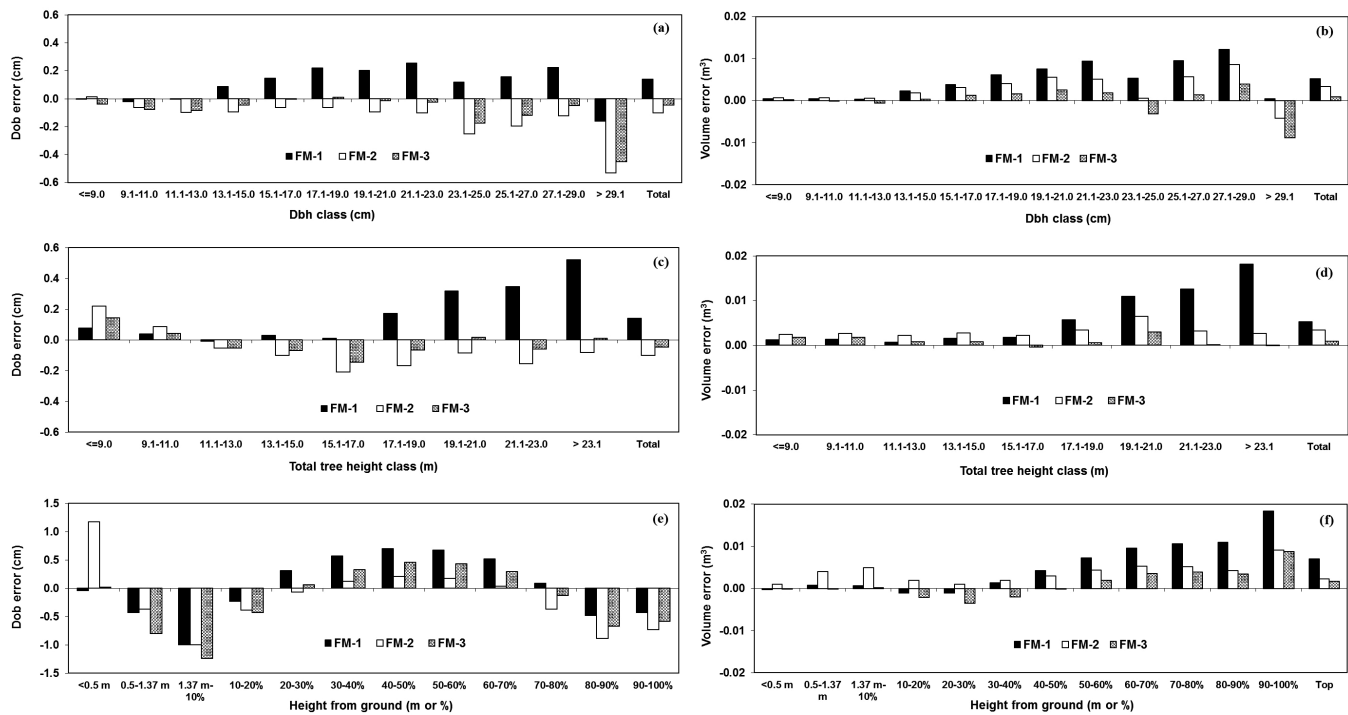 (a)
Dob error (cm)
0.6
0.4
0.2
0.0
-0.2
-0.4
-0.6
FM-1 FM-2 FM-3
<=9.0 9.1-11.0 11.1-13.0 13.1-15.0 15.1-17.0 17.1-19.0 19.1-21.0 21.1-23.0 23.1-25.0 25.1-27.0 27.1-29.0 > 29.1 Total
Dbh class (cm)
(b)
Volume error (m³)
0.02
0.01
0.00
-0.01
-0.02
FM-1 FM-2 FM-3
<=9.0 9.1-11.0 11.1-13.0 13.1-15.0 15.1-17.0 17.1-19.0 19.1-21.0 21.1-23.0 23.1-25.0 25.1-27.0 27.1-29.0 > 29.1 Total
Dbh class (cm)
(c)
Dob error (cm)
0.6
0.4
0.2
0.0
-0.2
-0.4
-0.6
FM-1 FM-2 FM-3
<=9.0 9.1-11.0 11.1-13.0 13.1-15.0 15.1-17.0 17.1-19.0 19.1-21.0 21.1-23.0 > 23.1 Total
Total tree height class (m)
(d)
Volume error (m³)
0.02
0.01
0.00
-0.01
-0.02
FM-1 FM-2 FM-3
<=9.0 9.1-11.0 11.1-13.0 13.1-15.0 15.1-17.0 17.1-19.0 19.1-21.0 21.1-23.0 > 23.1 Total
Total tree height class (m)
(e)
Dob error (cm)
1.5
1.0
0.5
0.0
-0.5
-1.0
-1.5
FM-1 FM-2 FM-3
<0.5 m 0.5-1.37 m 1.37 m- 10-20% 20-30% 30-40% 40-50% 50-60% 60-70% 70-80% 80-90% 90-100%
10%
Height from ground (m or %)
(f)
Volume error (m³)
0.02
0.01
0.00
-0.01
-0.02
FM-1 FM-2 FM-3
<0.5 m 0.5-1.37 1.37 m- 10-20% 20-30% 30-40% 40-50% 50-60% 60-70% 70-80% 80-90% 90-100% Top
m 10%
Height from ground (m or %)